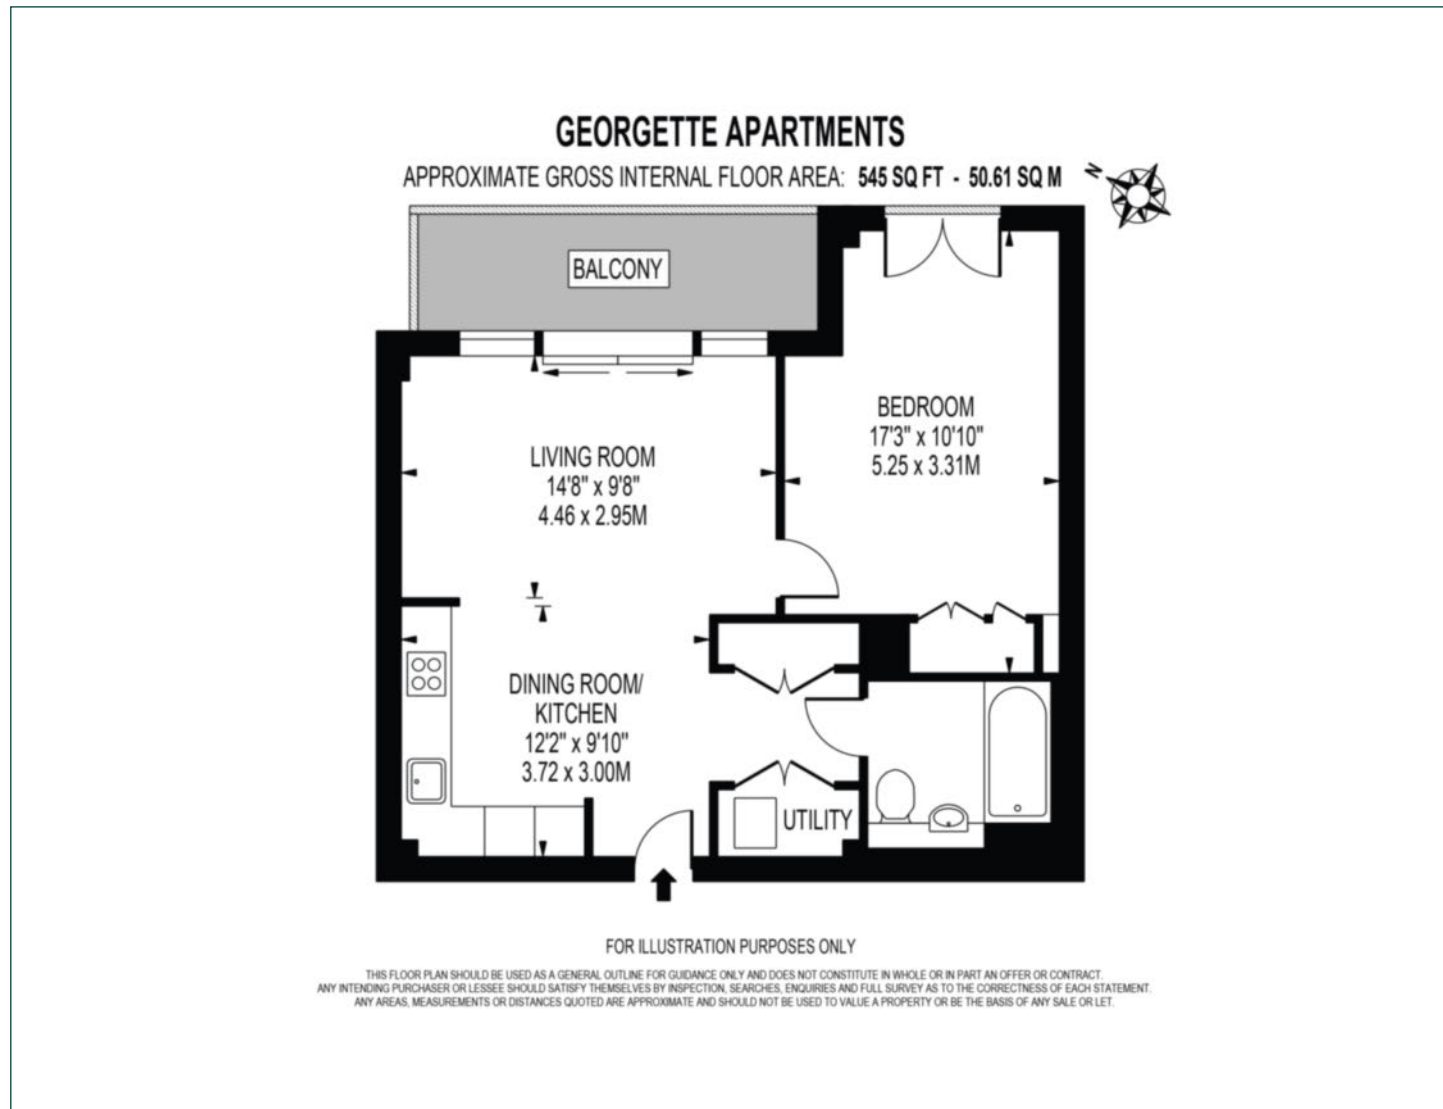 GEORGETTE APARTMENTS
APPROXIMATE GROSS INTERNAL FLOOR AREA: 545 SQ FT - 50.61 SQ M
N
BALCONY
BEDROOM
17'3" x 10'10"
5.25 x 3.31M
LIVING ROOM
14'8" x 9'8"
4.46 x 2.95M
DINING ROOM/
KITCHEN
12'2" x 9'10"
3.72 x 3.00M
UTILITY
FOR ILLUSTRATION PURPOSES ONLY
THIS FLOOR PLAN SHOULD BE USED AS A GENERAL OUTLINE FOR GUIDANCE ONLY AND DOES NOT CONSTITUTE IN WHOLE OR IN PART AN OFFER OR CONTRACT.
ANY INTENDING PURCHASER OR LESSEE SHOULD SATISFY THEMSELVES BY INSPECTION, SEARCHES, ENQUIRIES AND FULL SURVEY AS TO THE CORRECTNESS OF EACH STATEMENT.
ANY AREAS, MEASUREMENTS OR DISTANCES QUOTED ARE APPROXIMATE AND SHOULD NOT BE USED TO VALUE A PROPERTY OR BE THE BASIS OF ANY SALE OR LET.